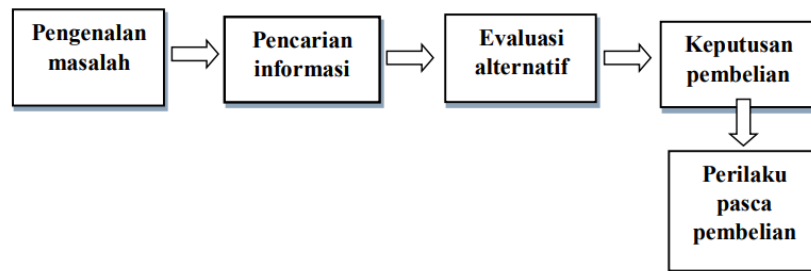 Pengenalan
masalah
Pencarian
informasi
Evaluasi
alternatif
Keputusan
pembelian
Perilaku
pasca
pembelian